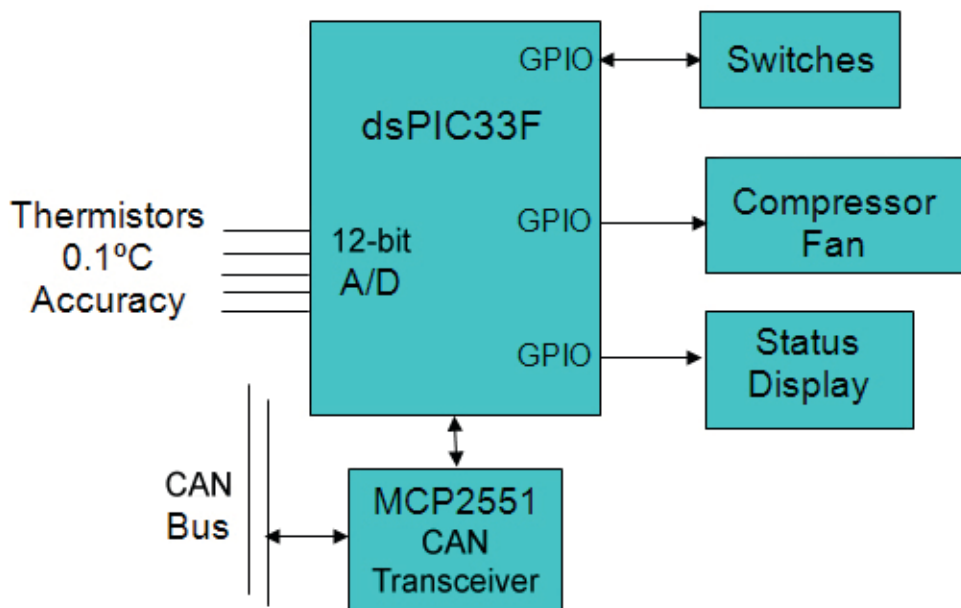 GPIO
Switches
dsPIC33F
Thermistors
0.1ºC
Accuracy
12-bit
A/D
GPIO
Compressor
Fan
GPIO
Status
Display
CAN
Bus
MCP2551
CAN
Transceiver